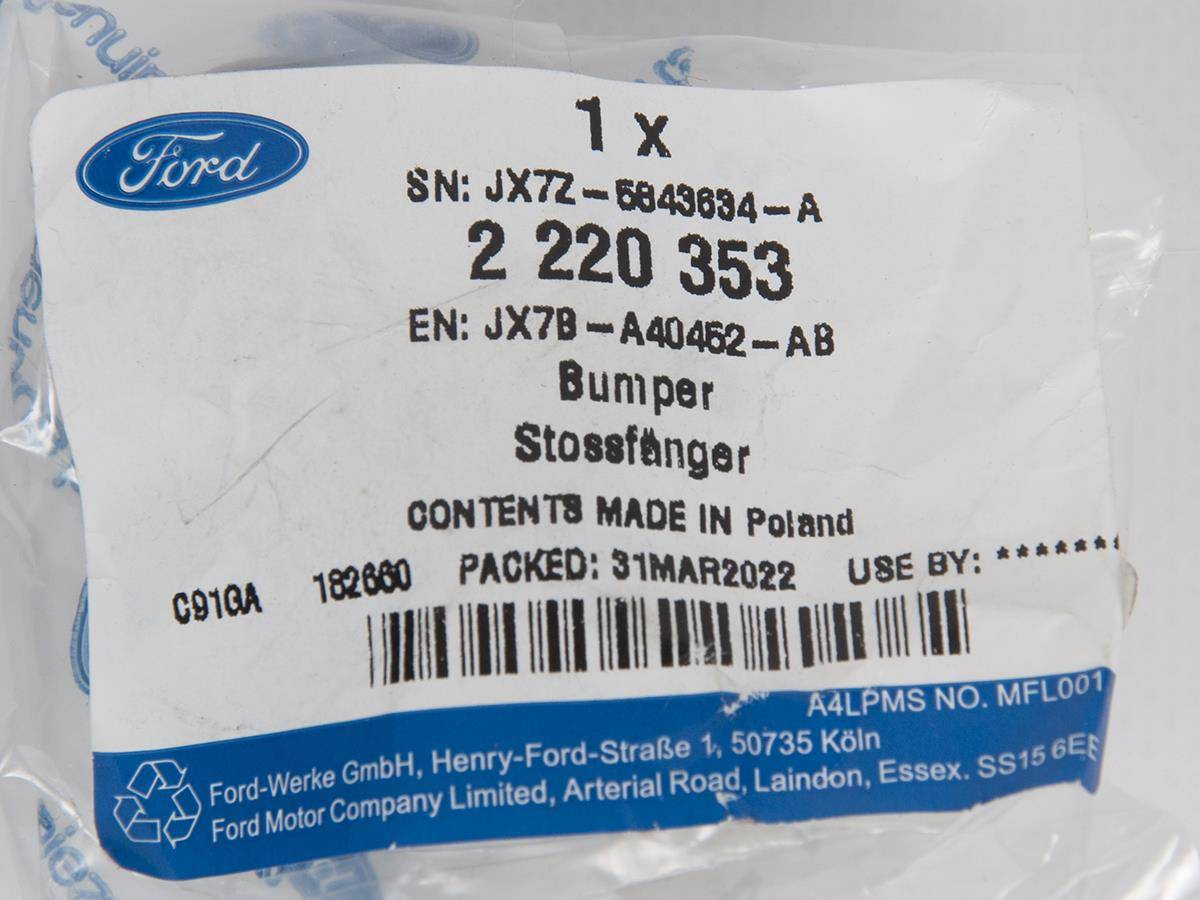 Ford
1 x
SN: JX7Z-5843634-A
2 220 353
EN: JX7B-A40452-AB
Bumper
Stossfänger
CONTENTS MADE IN Poland
C91GA 182660 PACKED: 31MAR2022 USE BY: *******
A4LPMS NO. MFL001
Ford-Werke GmbH, Henry-Ford-Straße 1, 50735 Köln
Ford Motor Company Limited, Arterial Road, Laindon, Essex. SS15 6EE